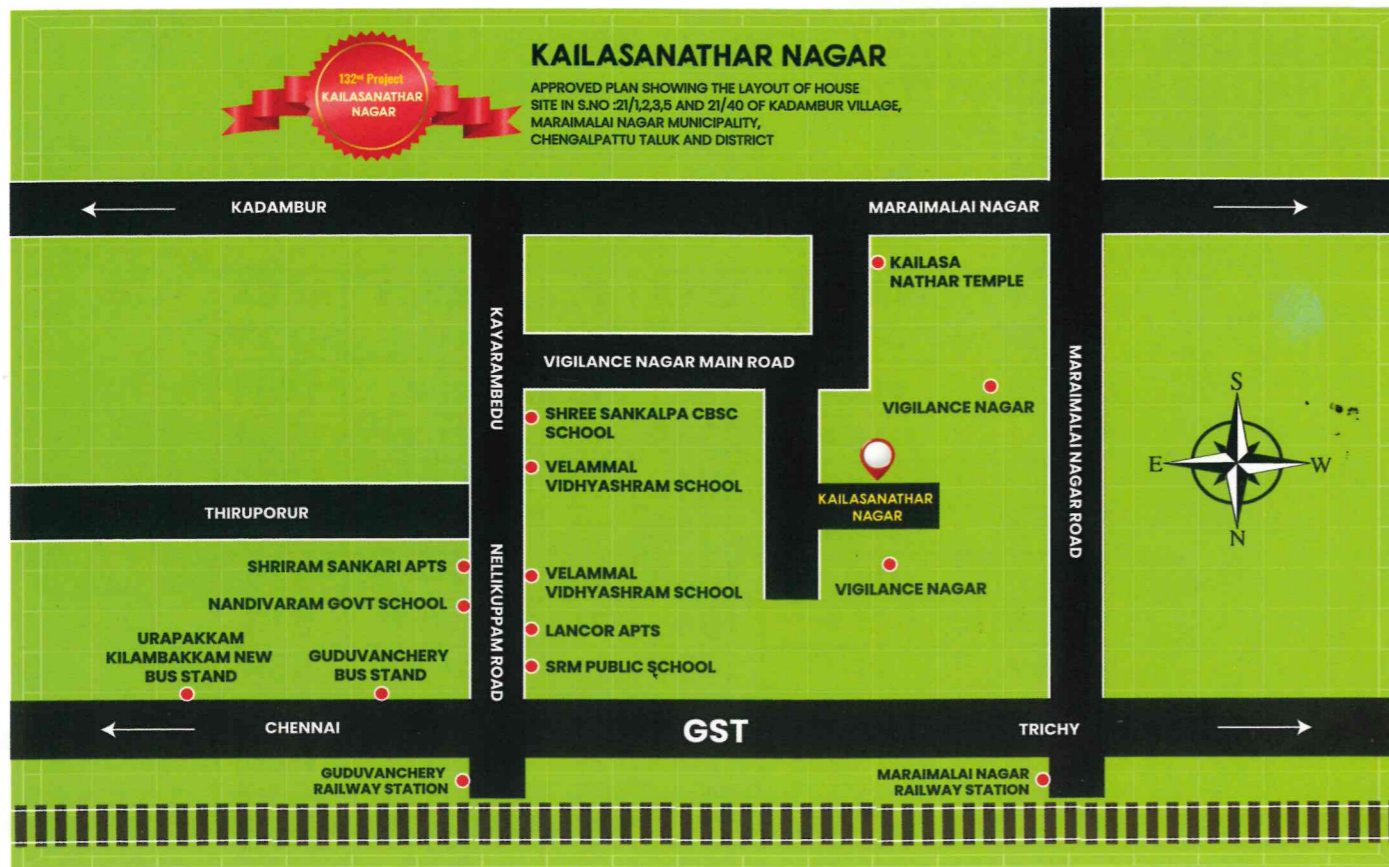 KAILASANATHAR NAGAR
132nd Project
KAILASANATHAR
NAGAR
APPROVED PLAN SHOWING THE LAYOUT OF HOUSE
SITE IN S.NO :21/1,2,3,5 AND 21/40 OF KADAMBUR VILLAGE,
MARAIMALAI NAGAR MUNICIPALITY,
CHENGALPATTU TALUK AND DISTRICT
KADAMBUR
MARAIMALAI NAGAR
KAILASA
NATHAR TEMPLE
KAYARAMBEDU
VIGILANCE NAGAR MAIN ROAD
MARAIMALAI NAGAR ROAD
VIGILANCE NAGAR
SHREE SANKALPA CBSC
SCHOOL
VELAMMAL
VIDHYASHRAM SCHOOL
KAILASANATHAR
NAGAR
S
E
W
N
THIRUPORUR
NELLIKUPPAM ROAD
SHRIRAM SANKARI APTS
NANDIVARAM GOVT SCHOOL
VELAMMAL
VIDHYASHRAM SCHOOL
VIGILANCE NAGAR
LANCOR APTS
SRM PUBLIC SCHOOL
URAPAKKAM
KILAMBAKKAM NEW
BUS STAND
GUDUVANCHERY
BUS STAND
CHENNAI
GST
TRICHY
GUDUVANCHERY
RAILWAY STATION
MARAIMALAI NAGAR
RAILWAY STATION